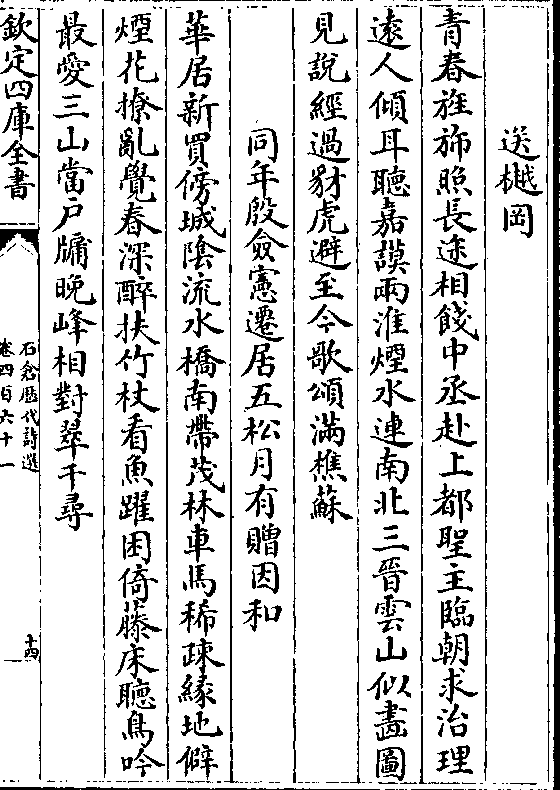 送樾岡
青春旌斾照長途相餞中丞赴上都聖主臨朝求治理
遠人傾耳聽嘉謨兩淮煙水連南北三晉雲山似畵圖
見說經過豺虎避至今歌頌滿樵蘇
同年殷僉憲遷居五松月有贈因和
華居新買傍城陰流水橋南帶茂林車馬稀疎縁地僻
煙花撩亂覺春深醉扶竹杖看魚躍困倚藤床聽鳥吟
最愛三山當户牖晚峰相對翠千尋
欽定四庫全書
石倉歴代詩選
卷四百六十一
十四